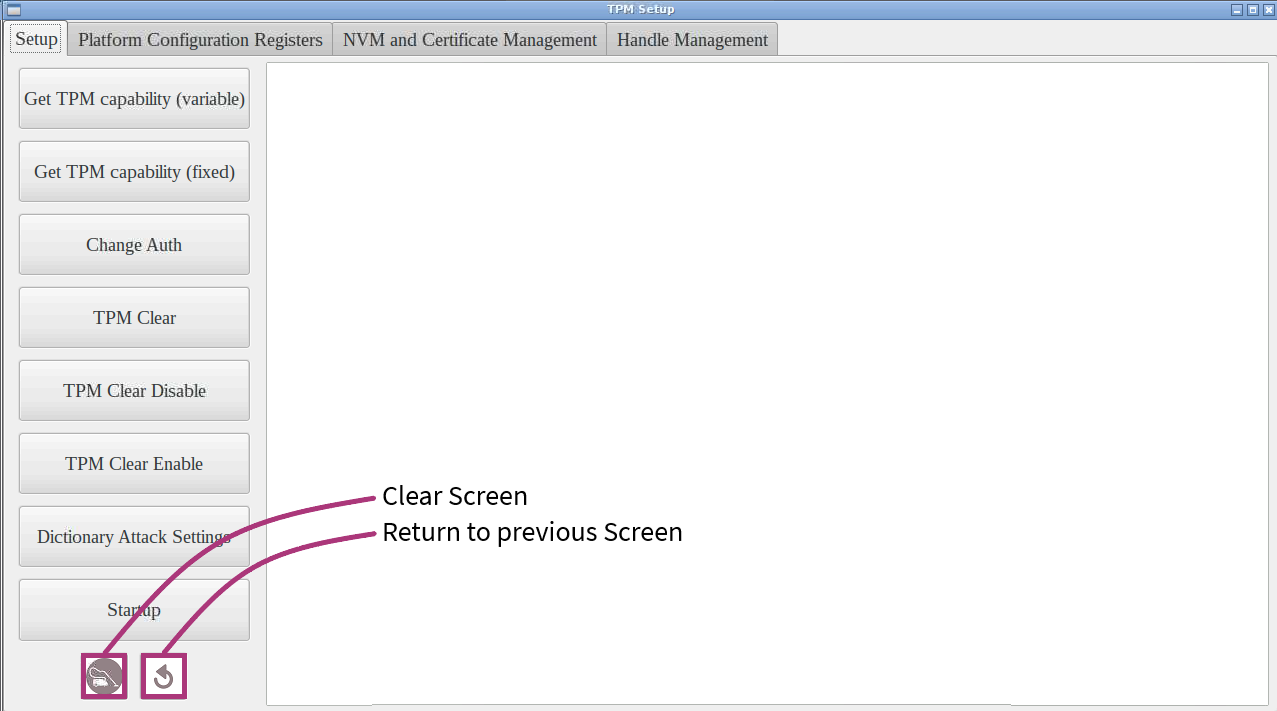 TPM Setup
Setup
Platform Configuration Registers
NVM and Certificate Management
Handle Management
Get TPM capability (variable)
Get TPM capability (fixed)
Change Auth
TPM Clear
TPM Clear Disable
TPM Clear Enable
Dictionary Attack Settings
Startup
Clear Screen
Return to previous Screen